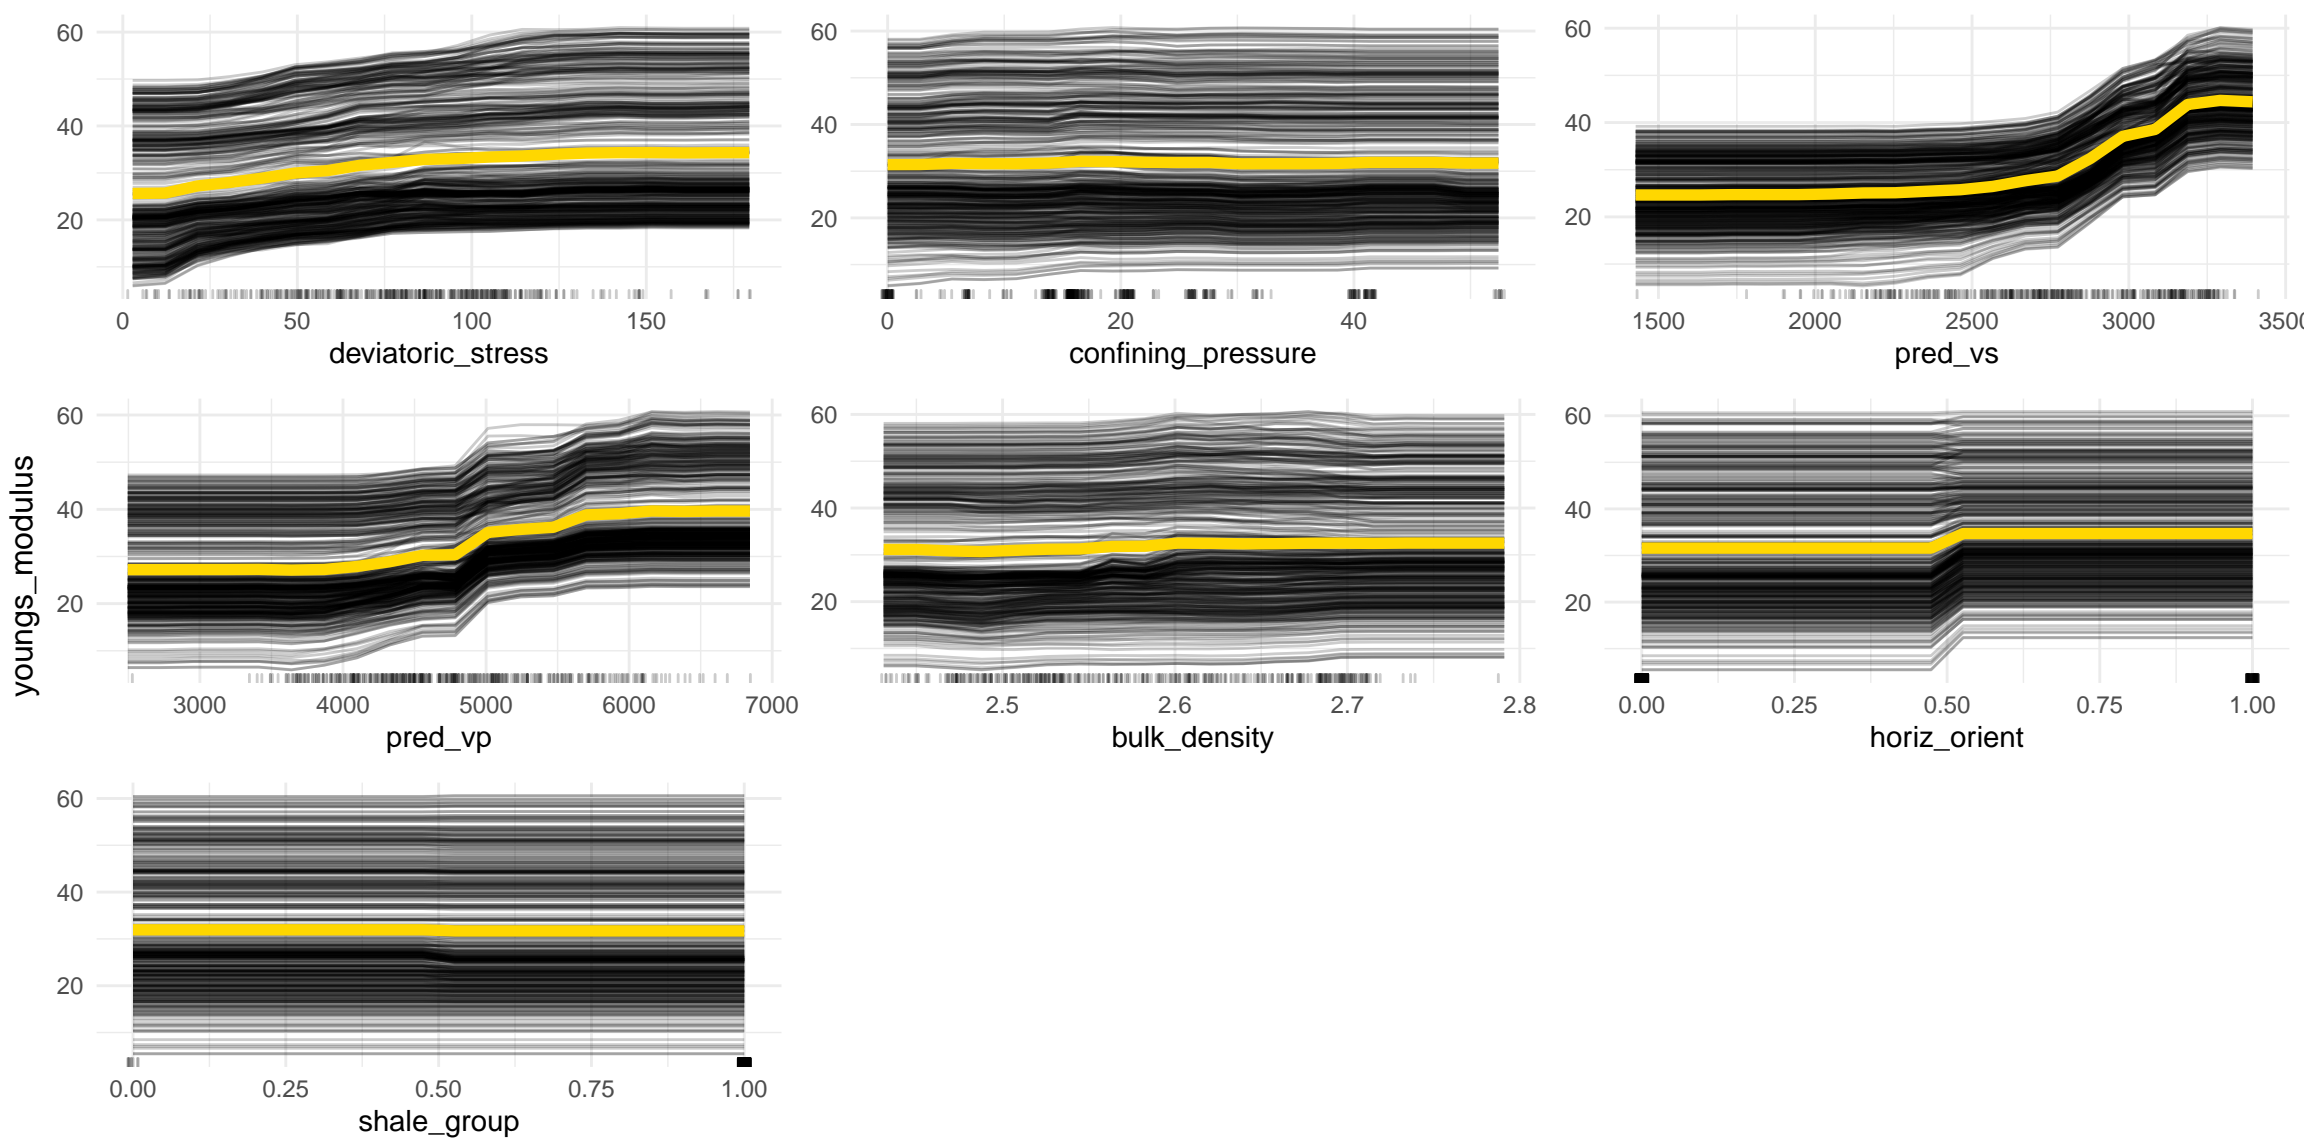 60
40
20
0 50 100 150
deviatoric_stress
60
40
20
0 20 40
confining_pressure
60
40
20
1500 2000 2500 3000 3500
pred_vs
youngs_modulus
60
40
20
3000 4000 5000 6000 7000
pred_vp
60
40
20
2.5 2.6 2.7 2.8
bulk_density
60
40
20
0.00 0.25 0.50 0.75 1.00
horiz_orient
60
40
20
0.00 0.25 0.50 0.75 1.00
shale_group